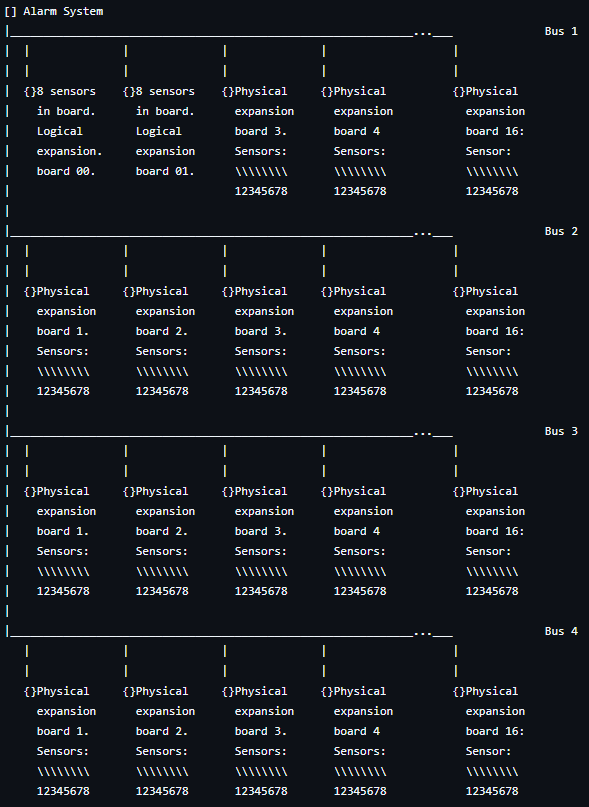 [] Alarm System
|_____________________________________________________________...___ Bus 1
| | | | | |
| | | | | |
| {}8 sensors {}8 sensors {}Physical {}Physical {}Physical
| in board. in board. expansion expansion expansion
| Logical Logical board 3. board 4 board 16:
| expansion. expansion Sensors: Sensors: Sensor:
| board 00. board 01. \\\\\\\\ \\\\\\\\ \\\\\\\\
| 12345678 12345678 12345678
|
|_____________________________________________________________...___ Bus 2
| | | | | |
| | | | | |
| {}Physical {}Physical {}Physical {}Physical {}Physical
| expansion expansion expansion expansion expansion
| board 1. board 2. board 3. board 4 board 16:
| Sensors: Sensors: Sensors: Sensors: Sensor:
| \\\\\\\\ \\\\\\\\ \\\\\\\\ \\\\\\\\ \\\\\\\\
| 12345678 12345678 12345678 12345678 12345678
|
|_____________________________________________________________...___ Bus 3
| | | | | |
| | | | | |
| {}Physical {}Physical {}Physical {}Physical {}Physical
| expansion expansion expansion expansion expansion
| board 1. board 2. board 3. board 4 board 16:
| Sensors: Sensors: Sensors: Sensors: Sensor:
| \\\\\\\\ \\\\\\\\ \\\\\\\\ \\\\\\\\ \\\\\\\\
| 12345678 12345678 12345678 12345678 12345678
|
|_____________________________________________________________...___ Bus 4
| | | | |
| | | | |
{}Physical {}Physical {}Physical {}Physical {}Physical
expansion expansion expansion expansion expansion
board 1. board 2. board 3. board 4 board 16:
Sensors: Sensors: Sensors: Sensors: Sensor:
\\\\\\\\ \\\\\\\\ \\\\\\\\ \\\\\\\\ \\\\\\\\
12345678 12345678 12345678 12345678 12345678